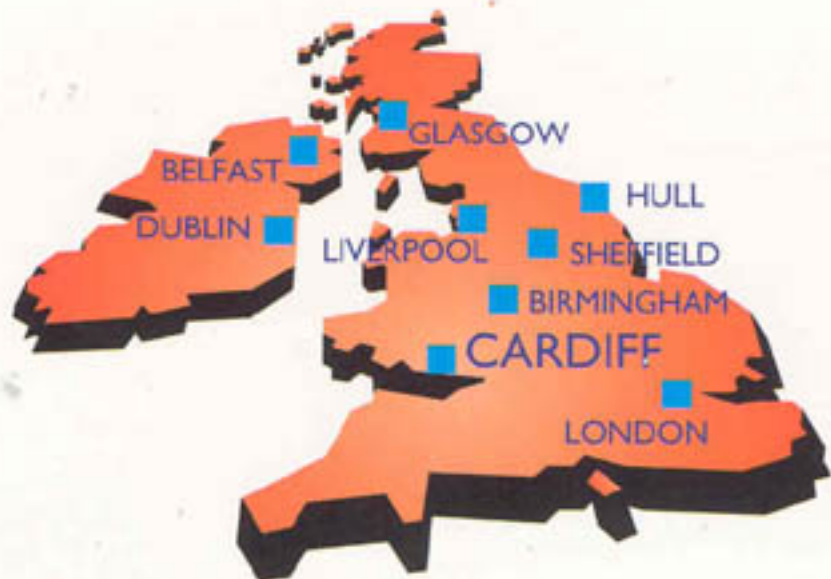 GLASGOW
BELFAST
HULL
DUBLIN
LIVERPOOL
SHEFFIELD
BIRMINGHAM
CARDIFF
LONDON